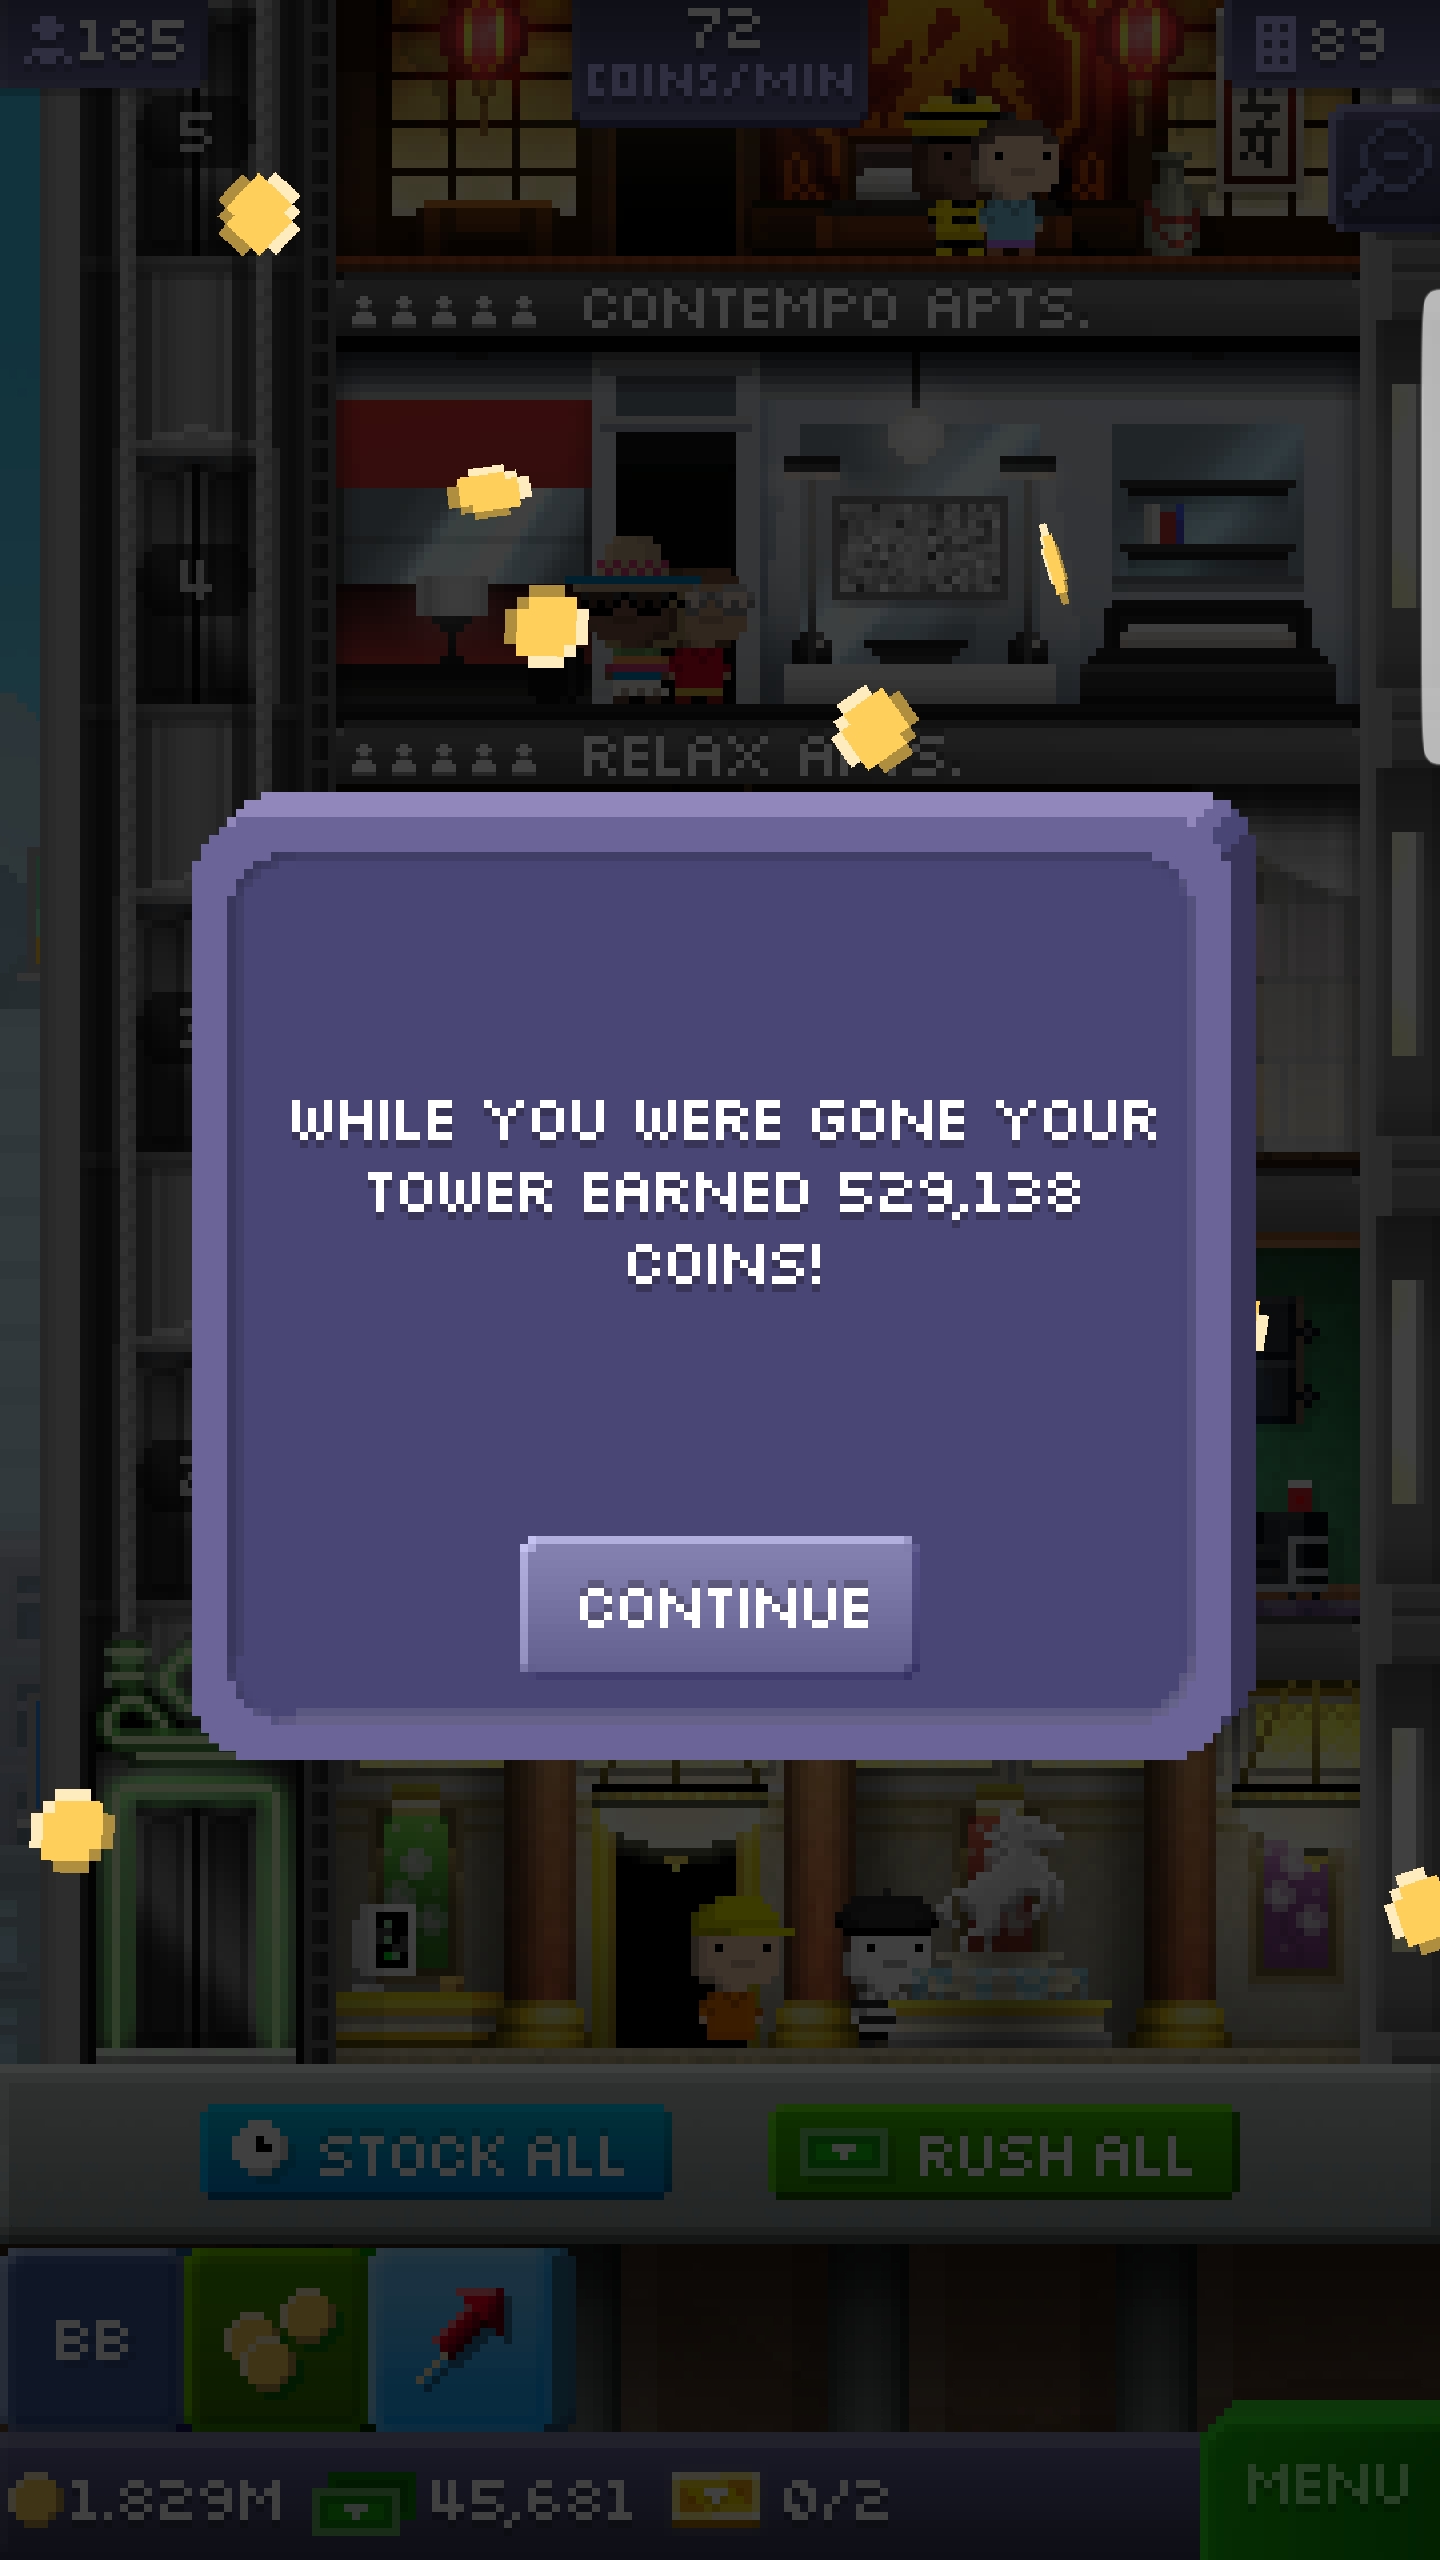 185
72
COINS/MIN
89
5
CONTEMPO APTS.
4
RELAX
WHILE YOU WERE GONE YOUR
TOWER EARNED 529,138
COINS!
CONTINUE
STOCK ALL
RUSH ALL
BB
1.829M
45,681
0/2
MENU